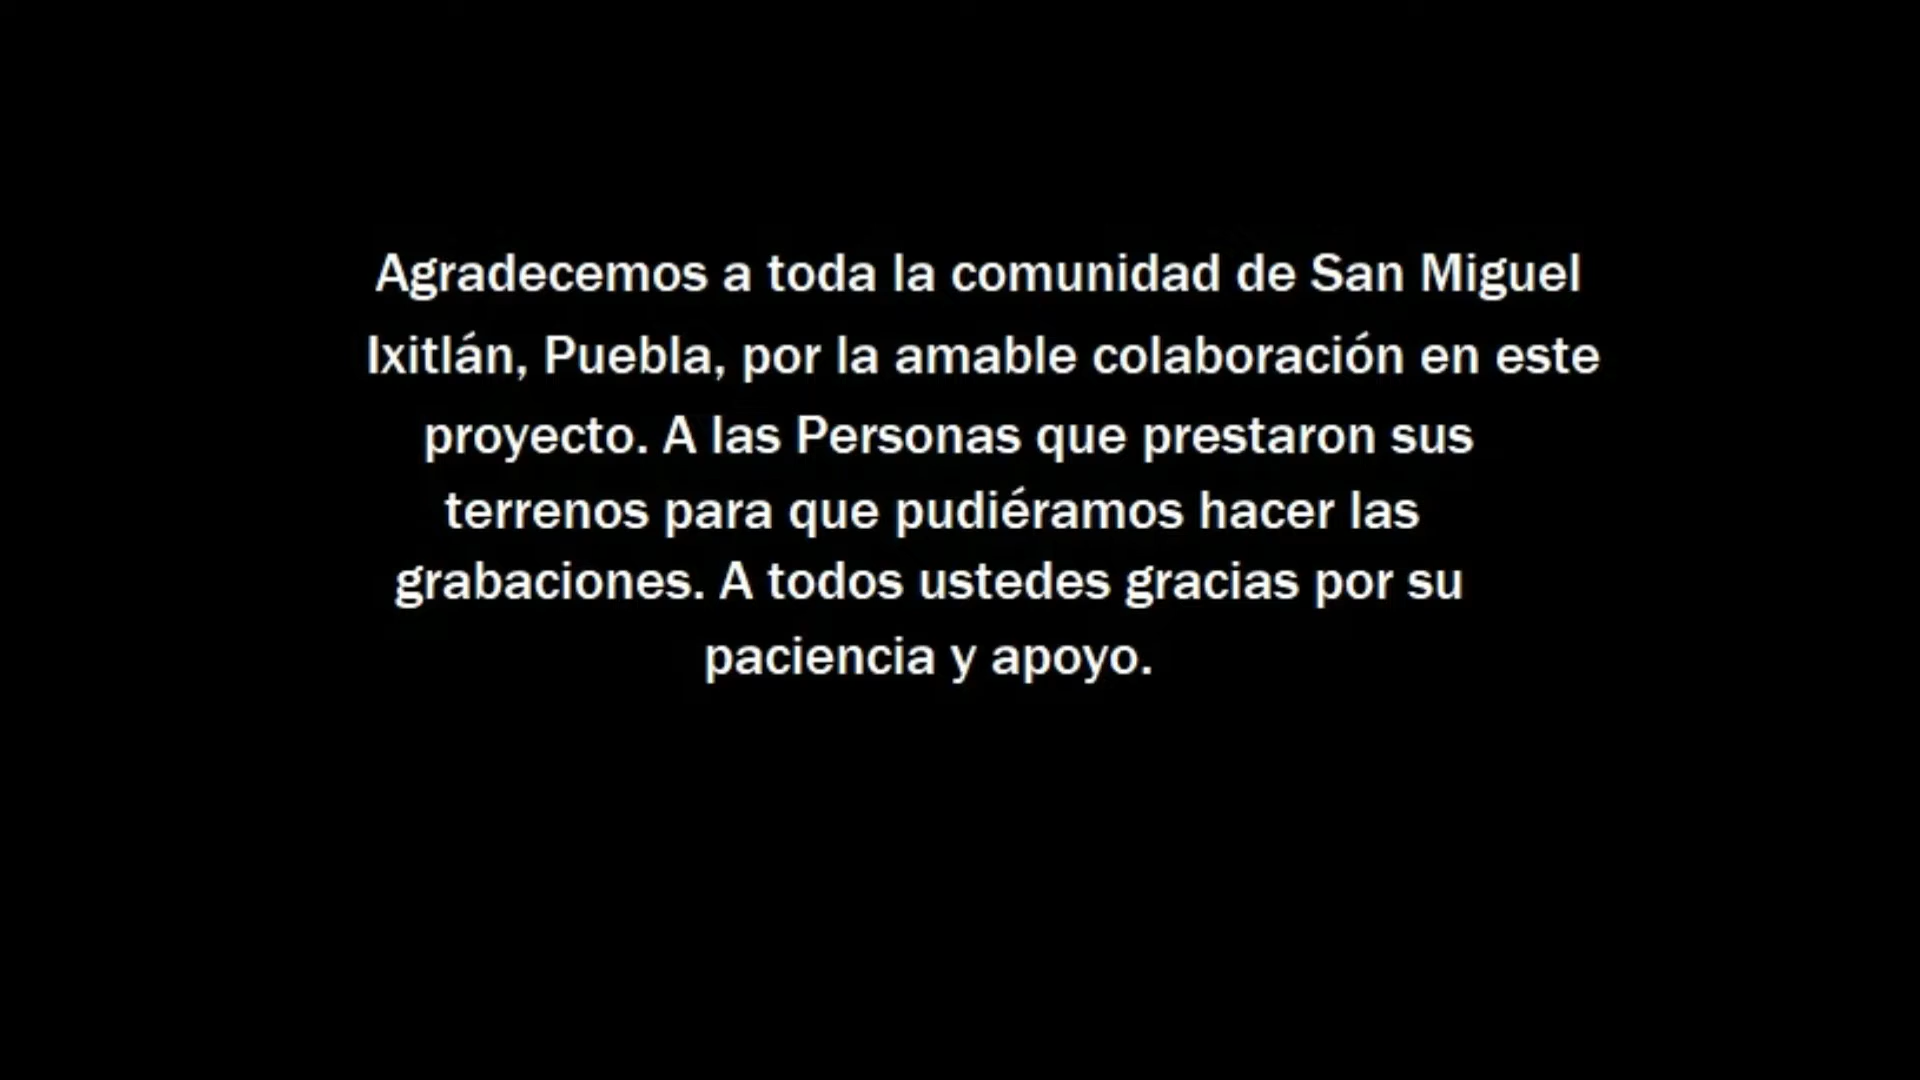 Agradecemos a toda la comunidad de San Miguel
Ixitlán, Puebla, por la amable colaboración en este
proyecto. A las Personas que prestaron sus
terrenos para que pudiéramos hacer las
grabaciones. A todos ustedes gracias por su
paciencia y apoyo.